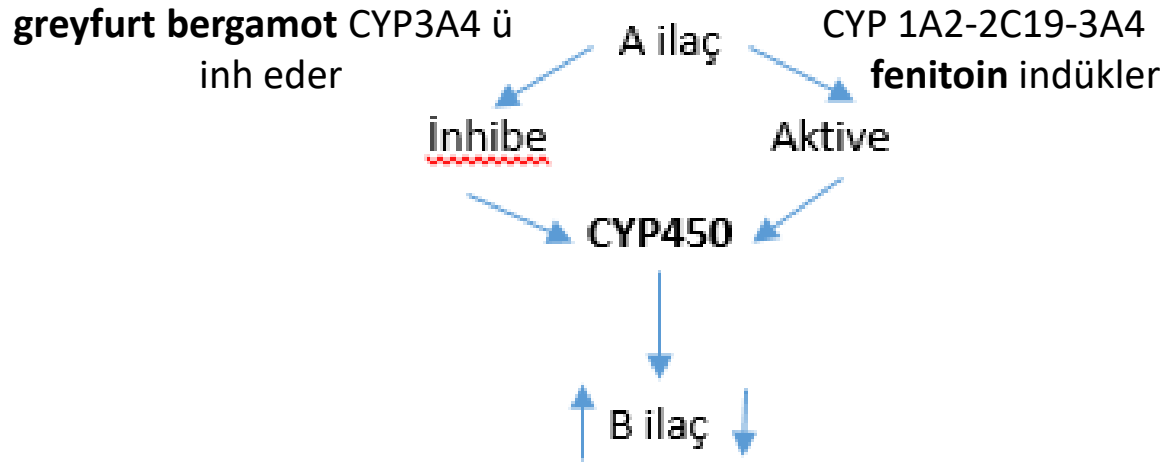 greyfurt bergamot CYP3A4 ü
inh eder
A ilaç
CYP 1A2-2C19-3A4
fenitoin indükler
İnhibe
Aktive
CYP450
B ilaç